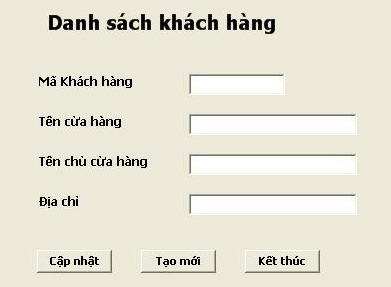 Danh sách khách hàng
Mã Khách hàng
Tên cửa hàng
Tên chủ cửa hàng
Địa chỉ
Cập nhật Tạo mới Kết thúc